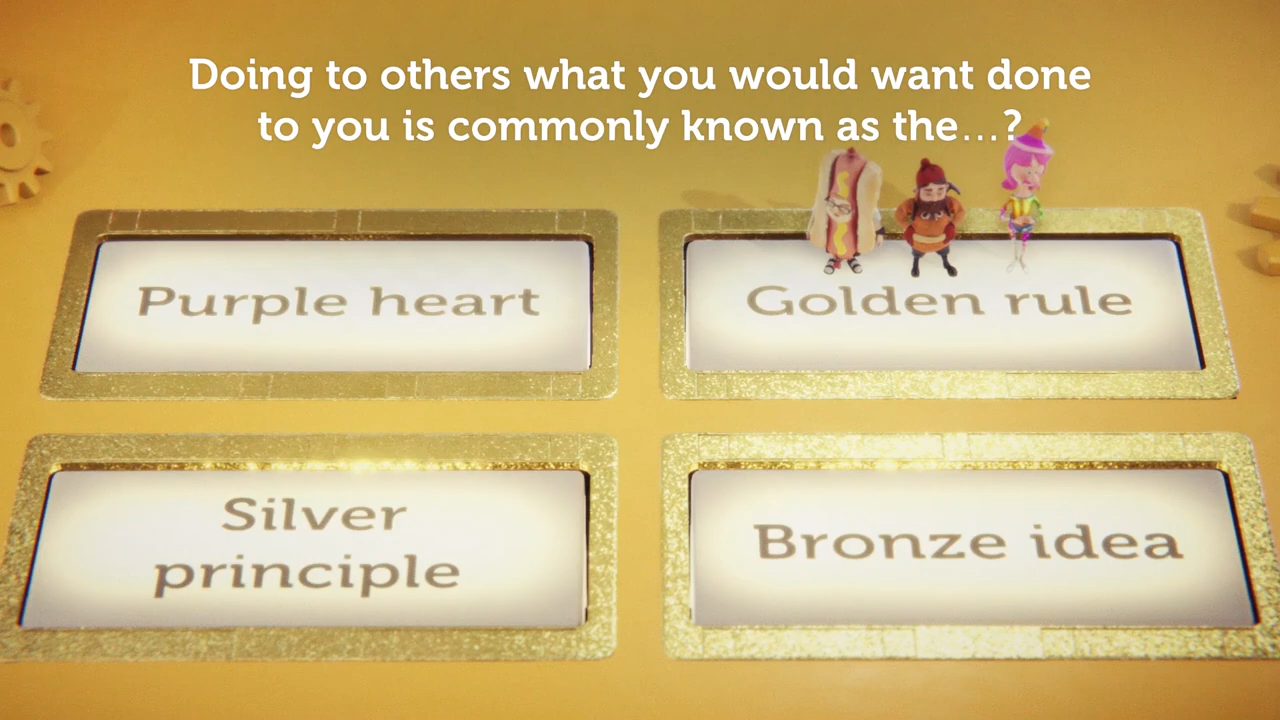 Doing to others what you would want done
to you is commonly known as the...?
Purple heart
Golden rule
Silver
principle
Bronze idea